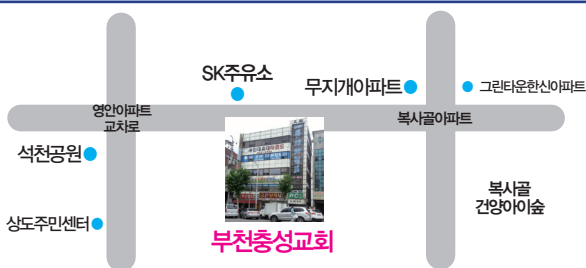 SK주유소
무지개아파트
그린타운한신아파트
영안아파트
교차로
복사골아파트
석천공원
복사골
건양아이숲
상도주민센터
부천충성교회